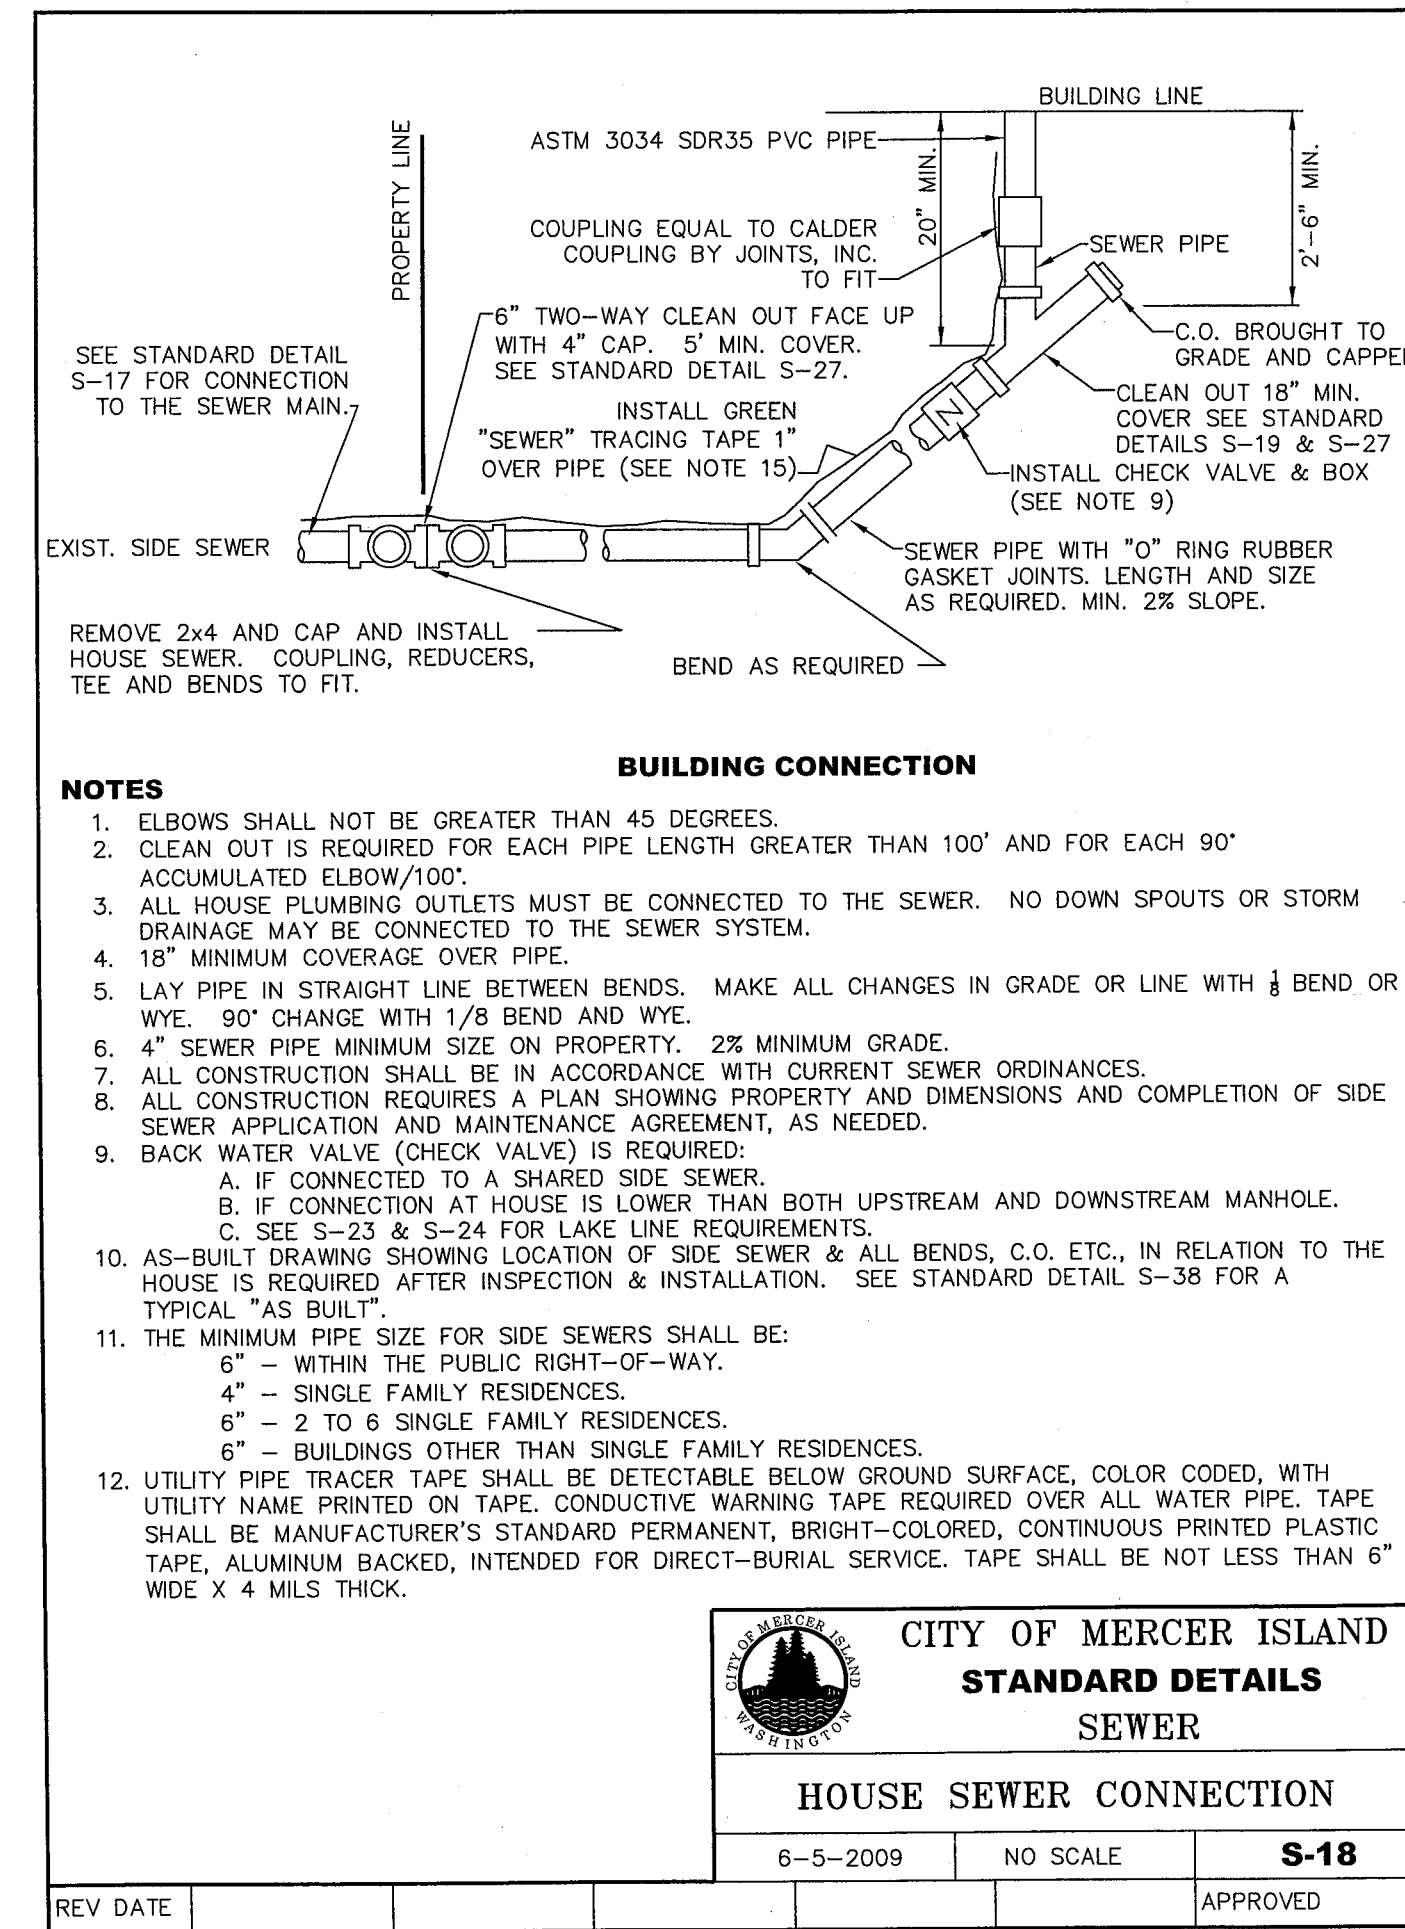 BUILDING LINE
PROPERTY LINE
ASTM 3034 SDR35 PVC PIPE
20" MIN.
2'-6" MIN.
COUPLING EQUAL TO CALDER
COUPLING BY JOINTS, INC.
TO FIT
SEWER PIPE
6" TWO-WAY CLEAN OUT FACE UP
WITH 4" CAP. 5' MIN. COVER.
SEE STANDARD DETAIL S-27.
C.O. BROUGHT TO
GRADE AND CAPPE
SEE STANDARD DETAIL
S-17 FOR CONNECTION
TO THE SEWER MAIN.
CLEAN OUT 18" MIN.
COVER SEE STANDARD
DETAILS S-19 & S-27
INSTALL GREEN
"SEWER" TRACING TAPE 1"
OVER PIPE (SEE NOTE 15)
N
INSTALL CHECK VALVE & BOX
(SEE NOTE 9)
EXIST. SIDE SEWER
SEWER PIPE WITH "O" RING RUBBER
GASKET JOINTS. LENGTH AND SIZE
AS REQUIRED. MIN. 2% SLOPE.
REMOVE 2x4 AND CAP AND INSTALL
HOUSE SEWER. COUPLING, REDUCERS,
TEE AND BENDS TO FIT.
BEND AS REQUIRED
BUILDING CONNECTION
NOTES
1. ELBOWS SHALL NOT BE GREATER THAN 45 DEGREES.
2. CLEAN OUT IS REQUIRED FOR EACH PIPE LENGTH GREATER THAN 100' AND FOR EACH 90°
ACCUMULATED ELBOW/100°.
3. ALL HOUSE PLUMBING OUTLETS MUST BE CONNECTED TO THE SEWER. NO DOWN SPOUTS OR STORM
DRAINAGE MAY BE CONNECTED TO THE SEWER SYSTEM.
4. 18" MINIMUM COVERAGE OVER PIPE.
5. LAY PIPE IN STRAIGHT LINE BETWEEN BENDS. MAKE ALL CHANGES IN GRADE OR LINE WITH ⅛ BEND OR
WYE. 90° CHANGE WITH 1/8 BEND AND WYE.
6. 4" SEWER PIPE MINIMUM SIZE ON PROPERTY. 2% MINIMUM GRADE.
7. ALL CONSTRUCTION SHALL BE IN ACCORDANCE WITH CURRENT SEWER ORDINANCES.
8. ALL CONSTRUCTION REQUIRES A PLAN SHOWING PROPERTY AND DIMENSIONS AND COMPLETION OF SIDE
SEWER APPLICATION AND MAINTENANCE AGREEMENT, AS NEEDED.
9. BACK WATER VALVE (CHECK VALVE) IS REQUIRED:
A. IF CONNECTED TO A SHARED SIDE SEWER.
B. IF CONNECTION AT HOUSE IS LOWER THAN BOTH UPSTREAM AND DOWNSTREAM MANHOLE.
C. SEE S-23 & S-24 FOR LAKE LINE REQUIREMENTS.
10. AS-BUILT DRAWING SHOWING LOCATION OF SIDE SEWER & ALL BENDS, C.O. ETC., IN RELATION TO THE
HOUSE IS REQUIRED AFTER INSPECTION & INSTALLATION. SEE STANDARD DETAIL S-38 FOR A
TYPICAL "AS BUILT".
11. THE MINIMUM PIPE SIZE FOR SIDE SEWERS SHALL BE:
6" – WITHIN THE PUBLIC RIGHT-OF-WAY.
4" – SINGLE FAMILY RESIDENCES.
6" – 2 TO 6 SINGLE FAMILY RESIDENCES.
6" – BUILDINGS OTHER THAN SINGLE FAMILY RESIDENCES.
12. UTILITY PIPE TRACER TAPE SHALL BE DETECTABLE BELOW GROUND SURFACE, COLOR CODED, WITH
UTILITY NAME PRINTED ON TAPE. CONDUCTIVE WARNING TAPE REQUIRED OVER ALL WATER PIPE. TAPE
SHALL BE MANUFACTURER'S STANDARD PERMANENT, BRIGHT-COLORED, CONTINUOUS PRINTED PLASTIC
TAPE, ALUMINUM BACKED, INTENDED FOR DIRECT-BURIAL SERVICE. TAPE SHALL BE NOT LESS THAN 6"
WIDE X 4 MILS THICK.
CITY OF MERCER ISLAND
WASHINGTON
CITY OF MERCER ISLAND
STANDARD DETAILS
SEWER
HOUSE SEWER CONNECTION
6-5-2009
NO SCALE
S-18
REV DATE
APPROVED